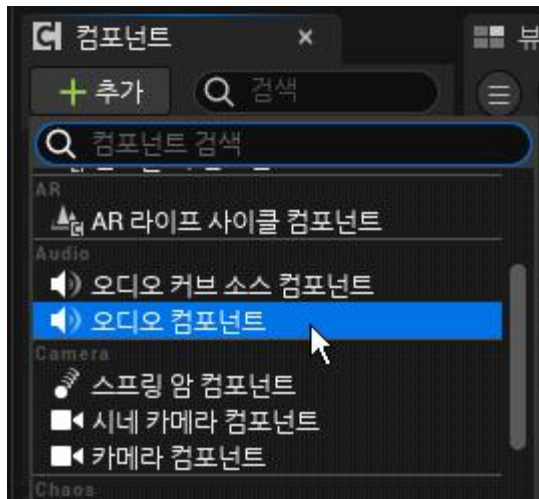 컴포넌트 ×
뷰
+ 추가 검색
컴포넌트 검색
AR
AR 라이프 사이클 컴포넌트
Audio
오디오 커브 소스 컴포넌트
오디오 컴포넌트
Camera
스프링 암 컴포넌트
시네 카메라 컴포넌트
카메라 컴포넌트
Chaos